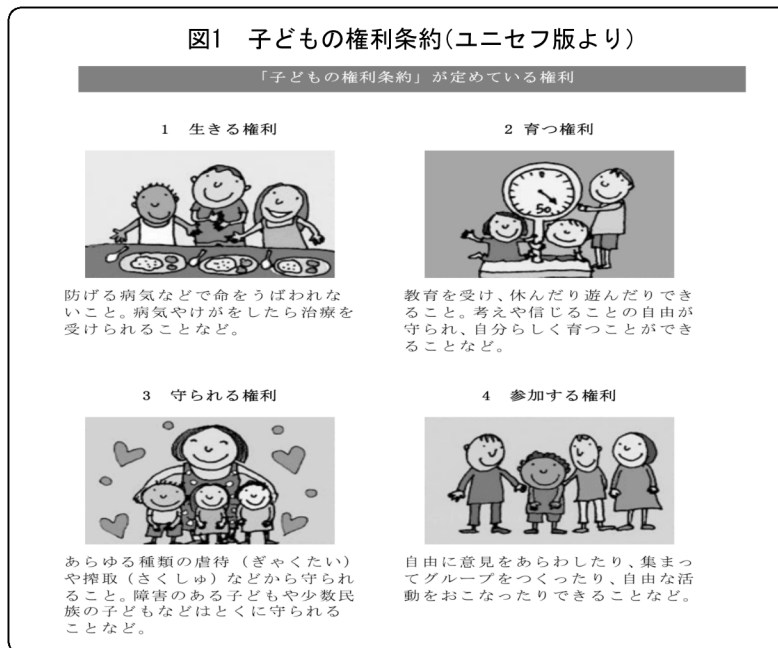 図1 子どもの権利条約(ユニセフ版より)
「子どもの権利条約」が定めている権利
1 生きる権利
防げる病気などで命をうばわれな
いこと。病気やけがをしたら治療を
受けられることなど。
2 育つ権利
50
教育を受け、休んだり遊んだりでき
ること。考えや信じることの自由が
守られ、自分らしく育つことができ
ることなど。
3 守られる権利
あらゆる種類の虐待（ぎゃくたい）
や搾取（さくしゅ）などから守られ
ること。障害のある子どもや少数民
族の子どもなどはとくに守られる
ことなど。
4 参加する権利
自由に意見をあらわしたり、集まっ
てグループをつくったり、自由な活
動をおこなったりできることなど。